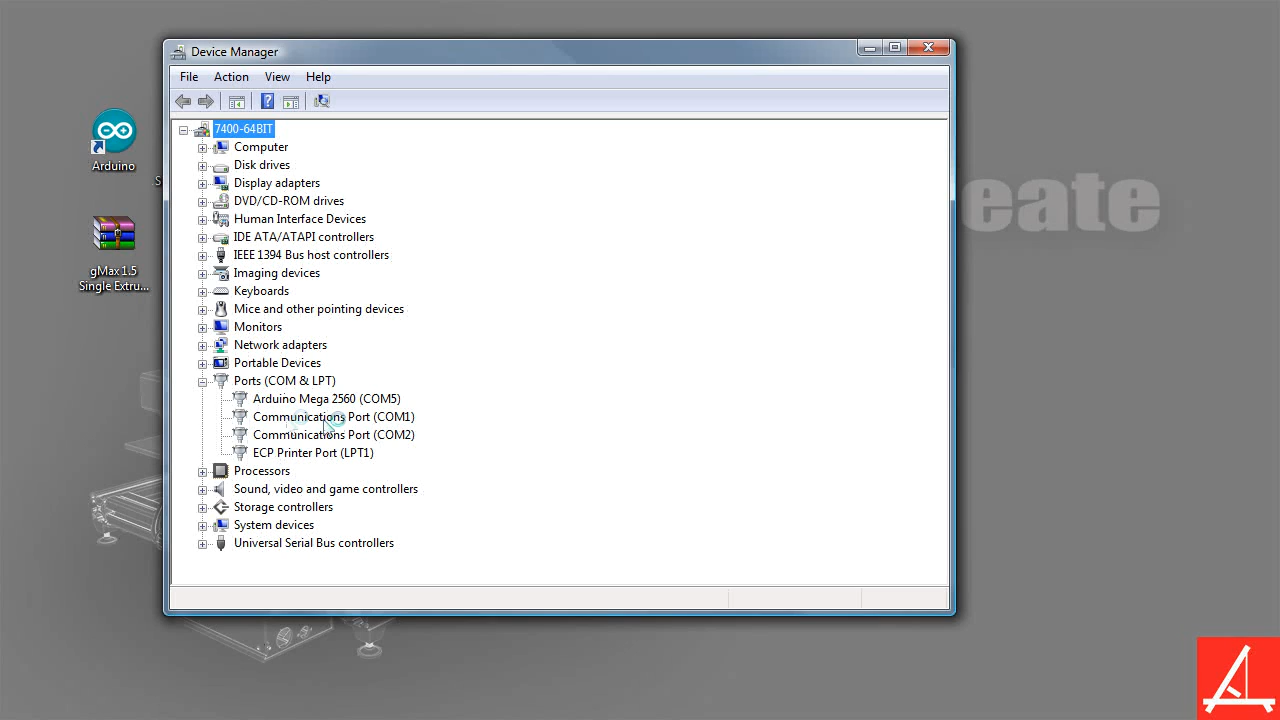 Device Manager
File Action View Help
7400-64BIT
Computer
Disk drives
Display adapters
DVD/CD-ROM drives
Human Interface Devices
IDE ATA/ATAPI controllers
IEEE 1394 Bus host controllers
Imaging devices
Keyboards
Mice and other pointing devices
Monitors
Network adapters
Portable Devices
Ports (COM & LPT)
Arduino Mega 2560 (COM5)
Communications Port (COM1)
Communications Port (COM2)
ECP Printer Port (LPT1)
Processors
Sound, video and game controllers
Storage controllers
System devices
Universal Serial Bus controllers
Arduino
gMax 1.5
Single Extru...
eate